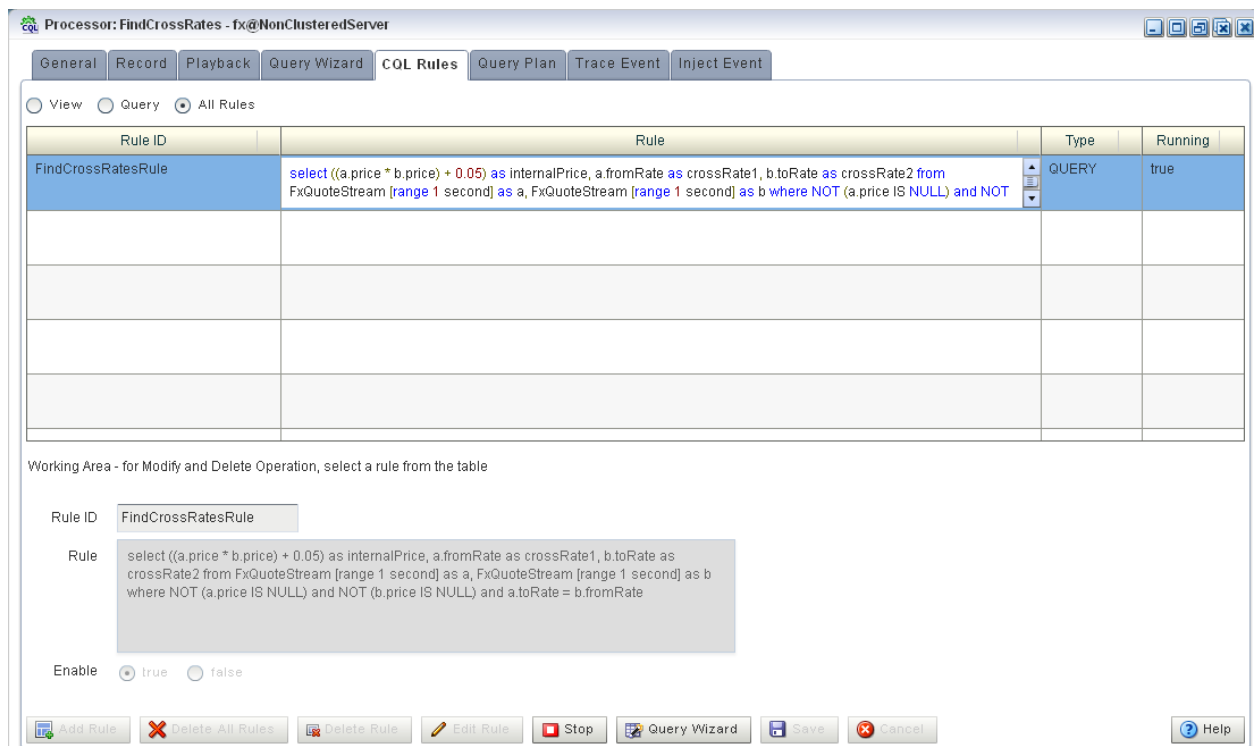 CQL Processor: FindCrossRates - fx@NonClusteredServer
General Record Playback Query Wizard CQL Rules Query Plan Trace Event Inject Event
View Query All Rules
Rule ID Rule Type Running
FindCrossRatesRule select ((a.price * b.price) + 0.05) as internalPrice, a.fromRate as crossRate1, b.toRate as crossRate2 from QUERY true
FxQuoteStream [range 1 second] as a, FxQuoteStream [range 1 second] as b where NOT (a.price IS NULL) and NOT
Working Area - for Modify and Delete Operation, select a rule from the table
Rule ID FindCrossRatesRule
Rule select ((a.price * b.price) + 0.05) as internalPrice, a.fromRate as crossRate1, b.toRate as
crossRate2 from FxQuoteStream [range 1 second] as a, FxQuoteStream [range 1 second] as b
where NOT (a.price IS NULL) and NOT (b.price IS NULL) and a.toRate = b.fromRate
Enable true false
Add Rule Delete All Rules Delete Rule Edit Rule Stop Query Wizard Save Cancel Help